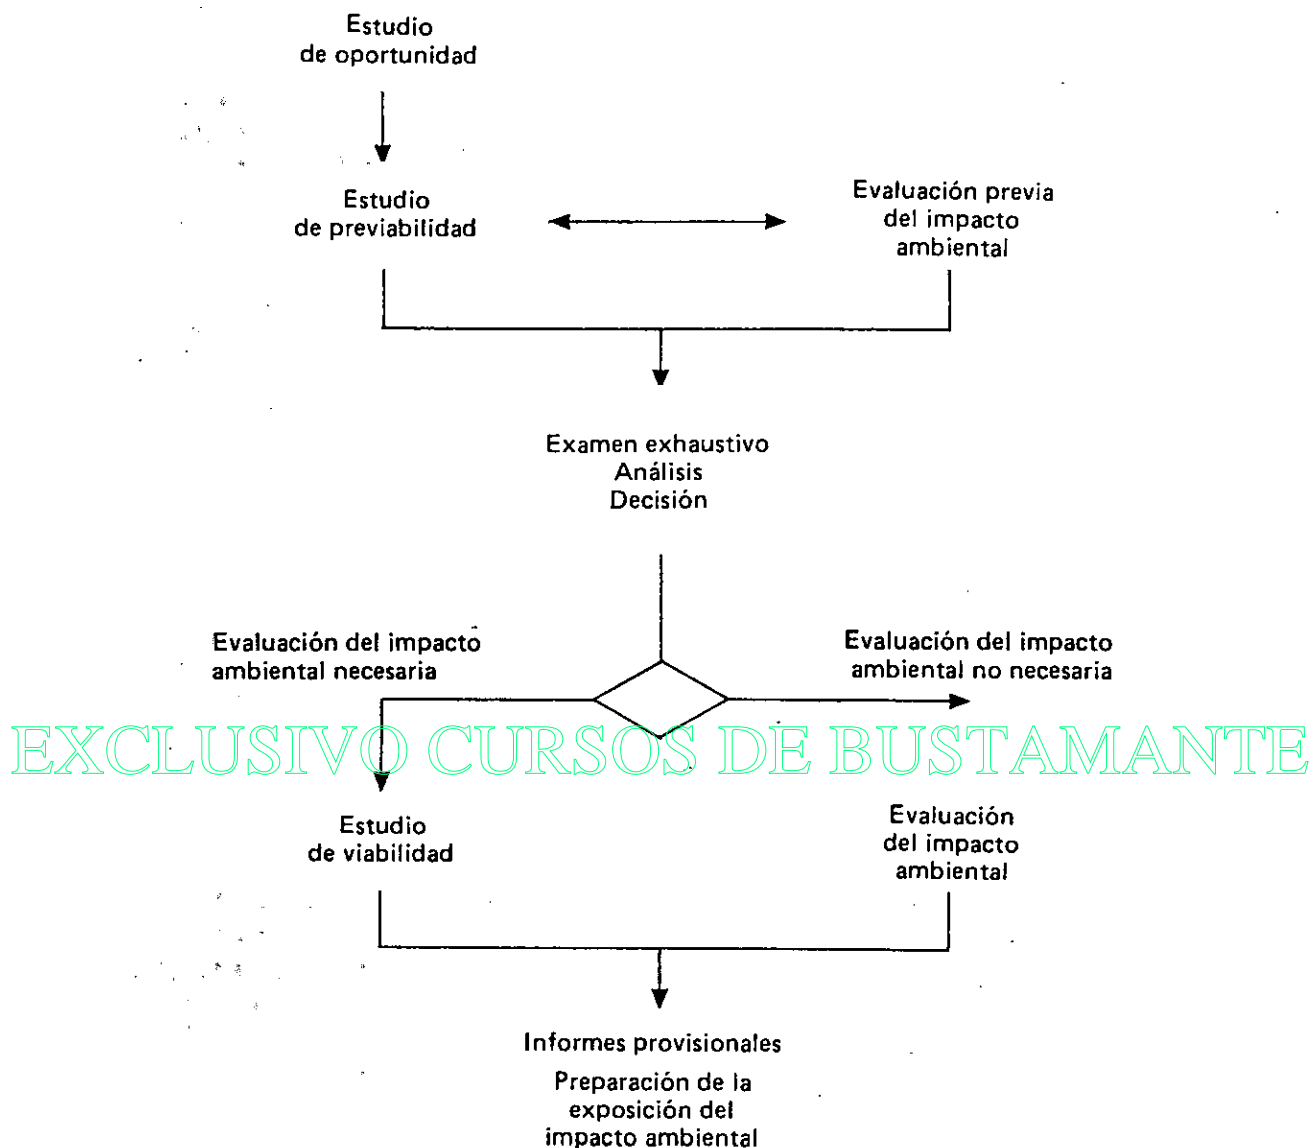 Estudio
de oportunidad
Estudio
de previabilidad
Evaluación previa
del impacto
ambiental
Examen exhaustivo
Análisis
Decisión
Evaluación del impacto
ambiental necesaria
Evaluación del impacto
ambiental no necesaria
EXCLUSIVO CURSOS DE BUSTAMANTE
Estudio
de viabilidad
Evaluación
del impacto
ambiental
Informes provisionales
Preparación de la
exposición del
impacto ambiental